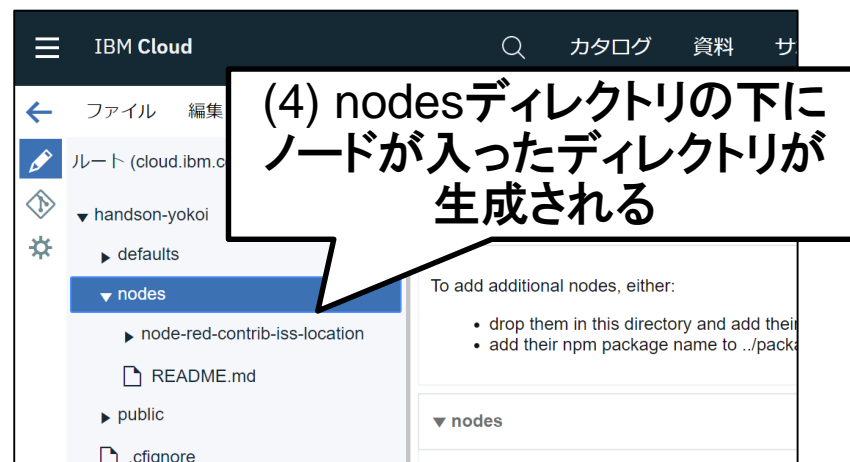 IBM Cloud
カタログ
資料
サ
ファイル 編集
(4) nodesディレクトリの下に
ノードが入ったディレクトリが
生成される
ルート (cloud.ibm.c
handson-yokoi
defaults
nodes
node-red-contrib-iss-location
README.md
public
.cfignore
To add additional nodes, either:
• drop them in this directory and add their
• add their npm package name to ../packa
nodes